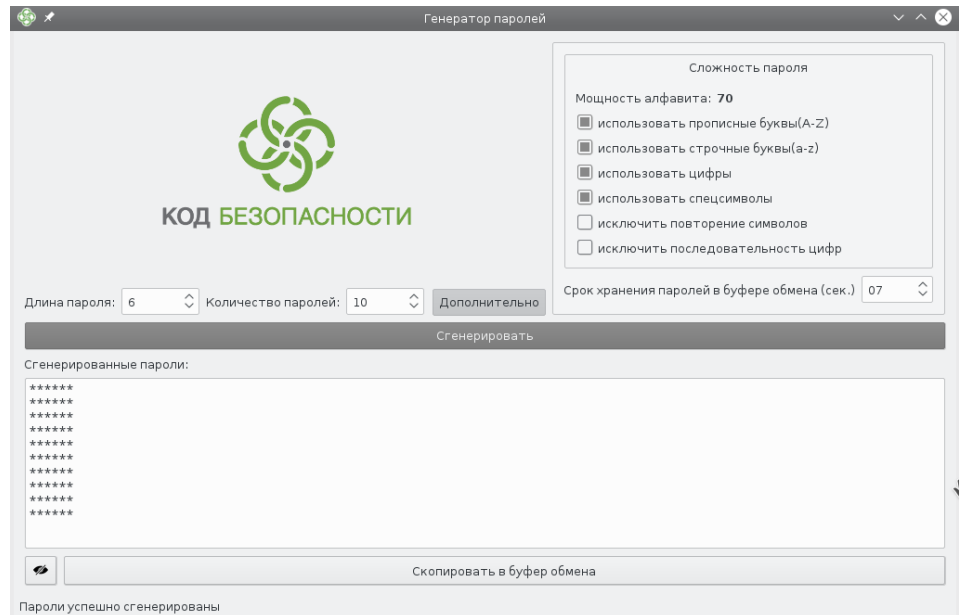 Генератор паролей
КОД БЕЗОПАСНОСТИ
Сложность пароля
Мощность алфавита: 70
использовать прописные буквы(A-Z)
использовать строчные буквы(a-z)
использовать цифры
использовать спецсимволы
исключить повторение символов
исключить последовательность цифр
Длина пароля: 6 Количество паролей: 10 Дополнительно
Срок хранения паролей в буфере обмена (сек.) 07
Сгенерировать
Сгенерированные пароли:
******
******
******
******
******
******
******
******
******
******
Скопировать в буфер обмена
Пароли успешно сгенерированы